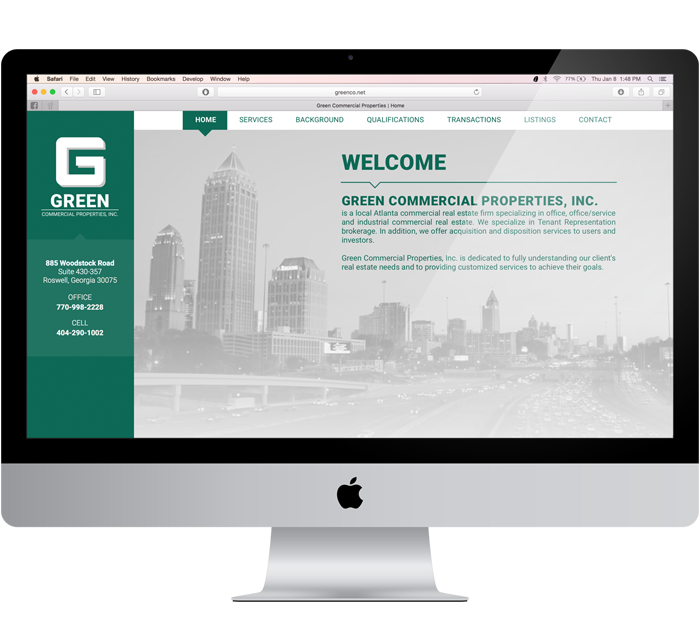 Safari File Edit View History Bookmarks Develop Window Help 77% Thu Jan 8 1:48 PM
greenco.net
Green Commercial Properties | Home
HOME SERVICES BACKGROUND QUALIFICATIONS TRANSACTIONS LISTINGS CONTACT
G
GREEN
COMMERCIAL PROPERTIES, INC.
885 Woodstock Road
Suite 430-357
Roswell, Georgia 30075
OFFICE
770-998-2228
CELL
404-290-1002
WELCOME
GREEN COMMERCIAL PROPERTIES, INC.
is a local Atlanta commercial real estate firm specializing in office, office/service
and industrial commercial real estate. We specialize in Tenant Representation
brokerage. In addition, we offer acquisition and disposition services to users and
investors.
Green Commercial Properties, Inc. is dedicated to fully understanding our client's
real estate needs and to providing customized services to achieve their goals.